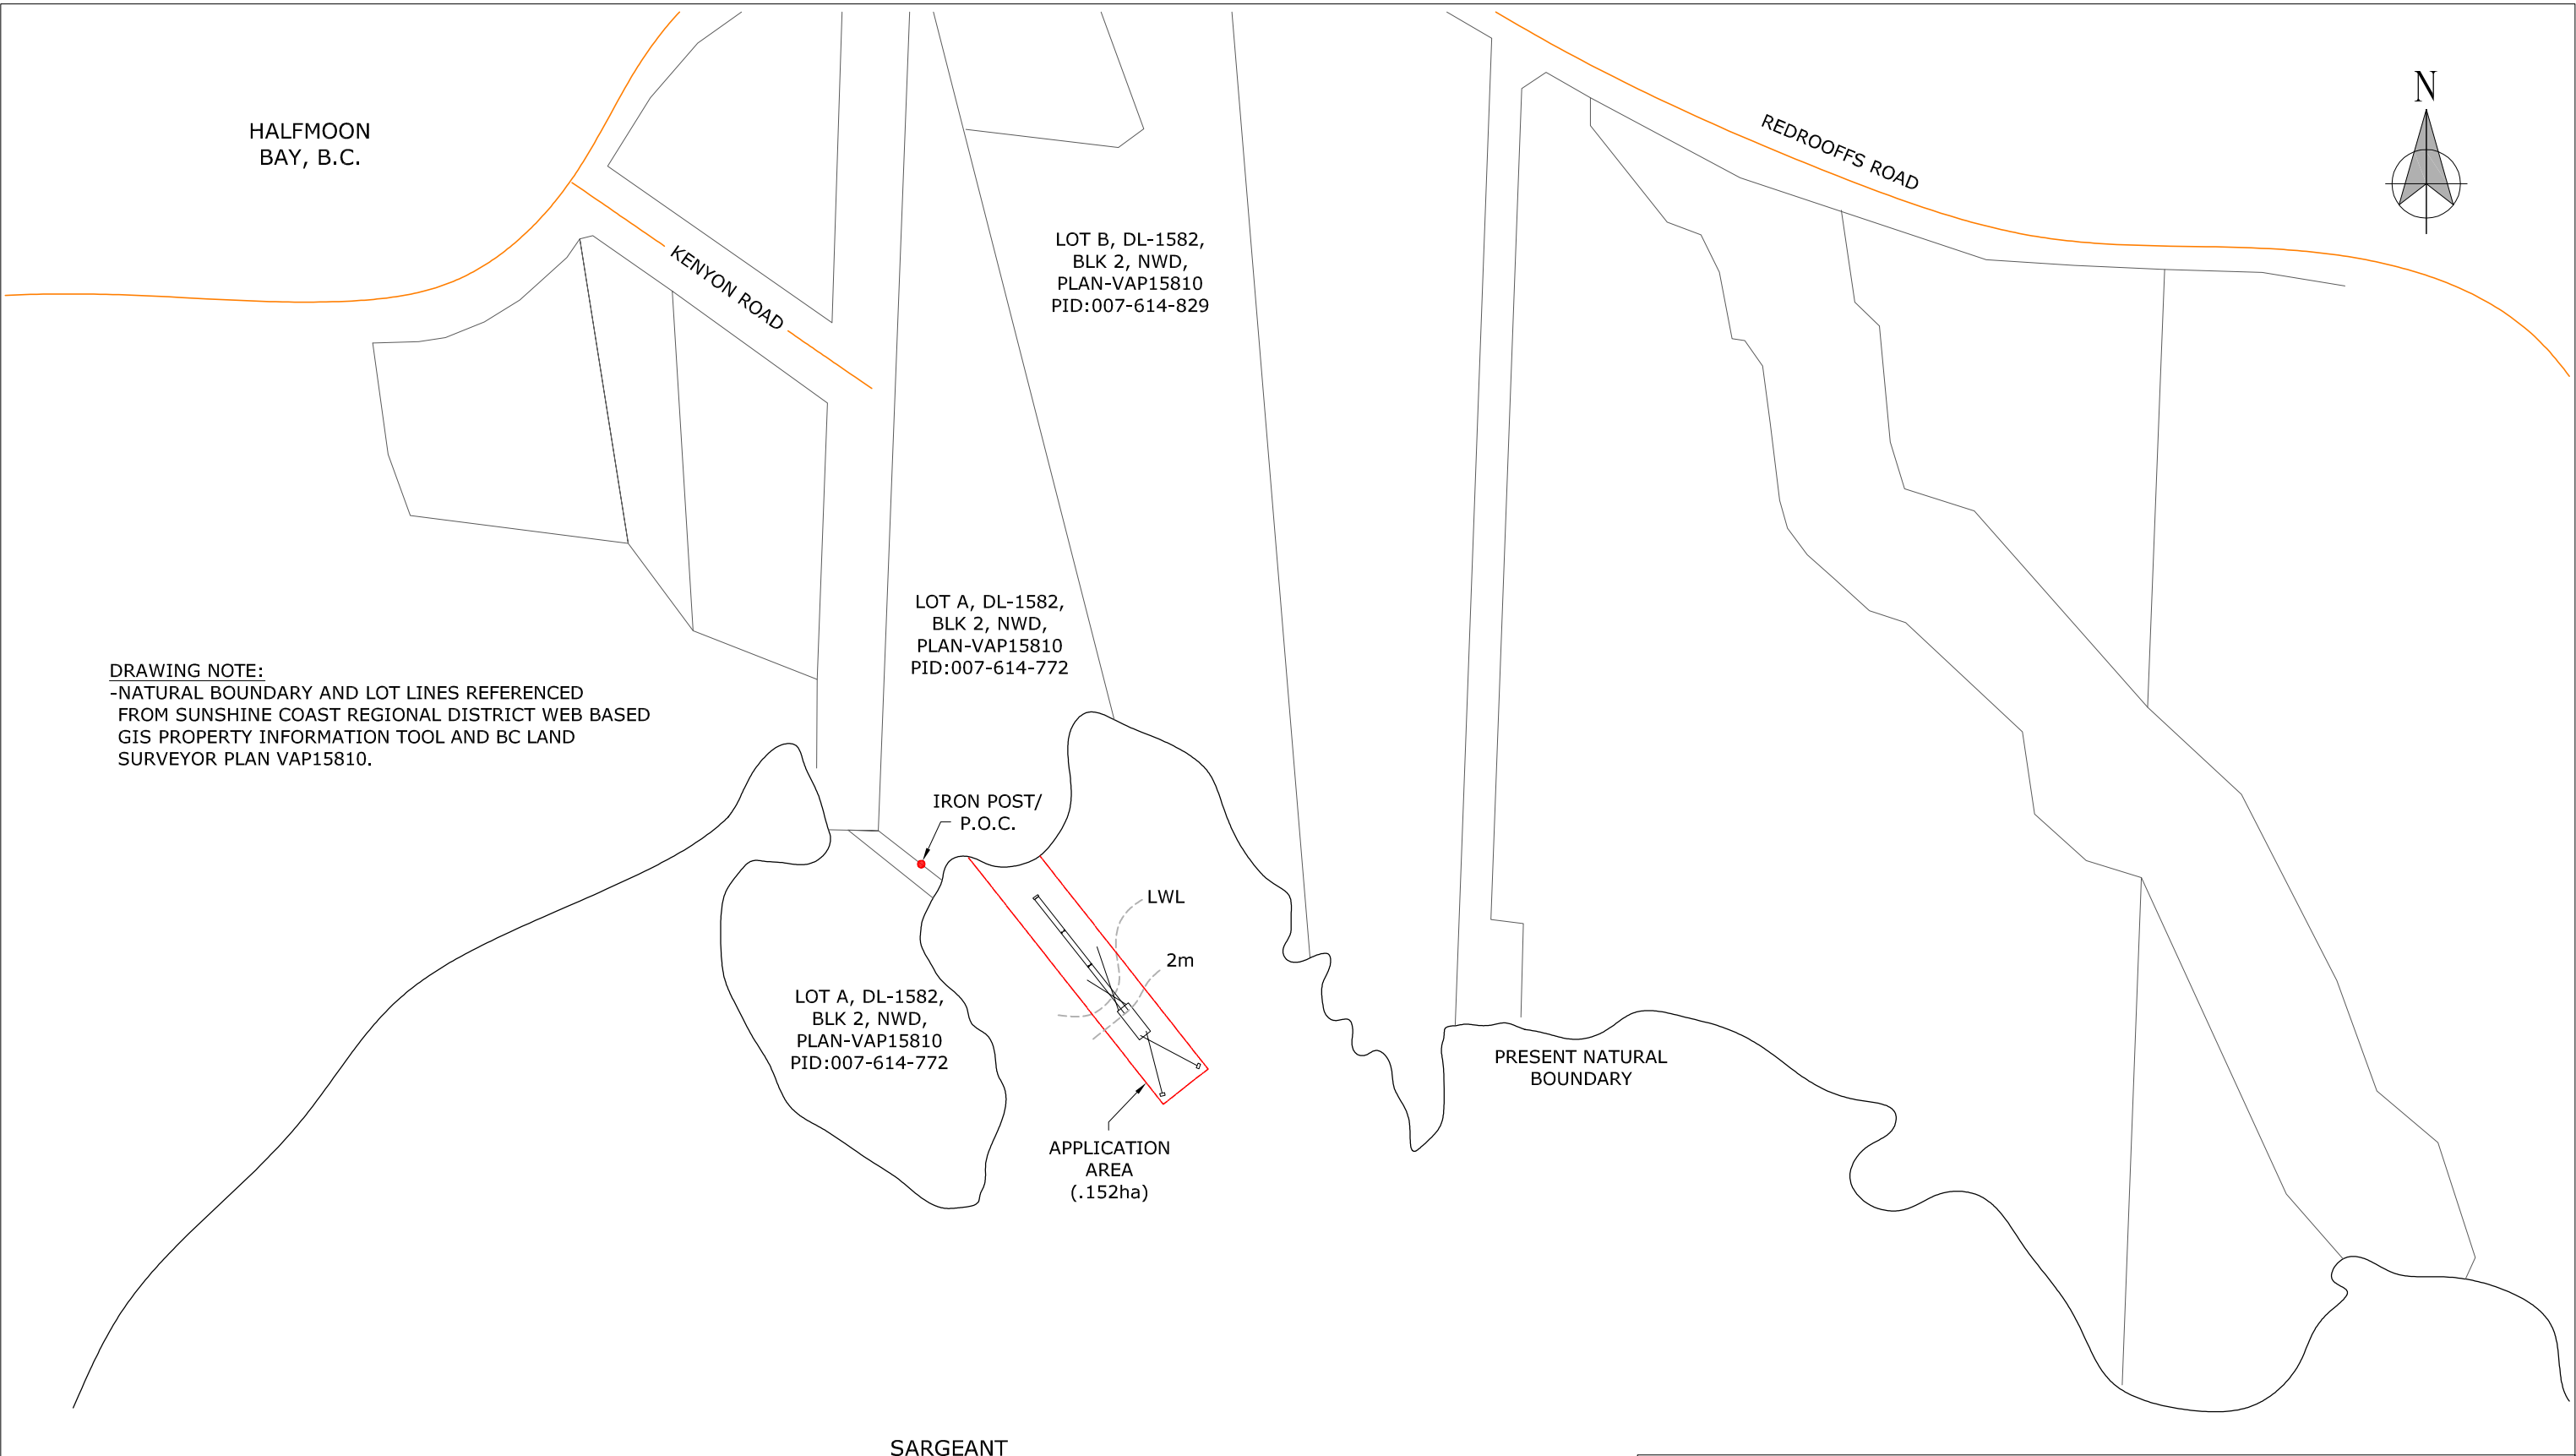 HALFMOON
BAY, B.C.
N
REDROOFFS ROAD
KENYON ROAD
LOT B, DL-1582,
BLK 2, NWD,
PLAN-VAP15810
PID:007-614-829
LOT A, DL-1582,
BLK 2, NWD,
PLAN-VAP15810
PID:007-614-772
DRAWING NOTE:
-NATURAL BOUNDARY AND LOT LINES REFERENCED
FROM SUNSHINE COAST REGIONAL DISTRICT WEB BASED
GIS PROPERTY INFORMATION TOOL AND BC LAND
SURVEYOR PLAN VAP15810.
IRON POST/
P.O.C.
LWL
2m
LOT A, DL-1582,
BLK 2, NWD,
PLAN-VAP15810
PID:007-614-772
PRESENT NATURAL
BOUNDARY
APPLICATION
AREA
(.152ha)
SARGEANT